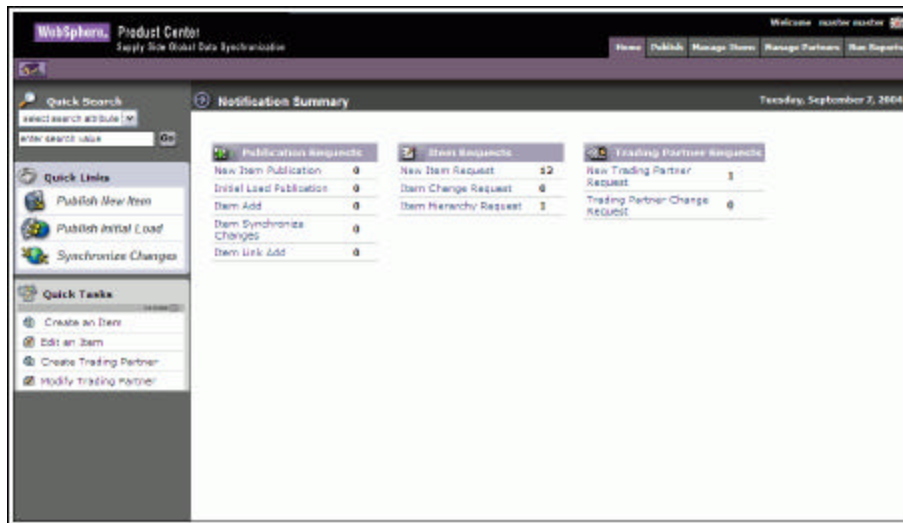 WebSphere. Product Center
Supply Side Global Data Synchronization
Welcome master master
Home Publish Manage Items Manage Partners Run Reports
Quick Search
select search attribute
enter search value Go
Notification Summary
Tuesday, September 7, 2004
Quick Links
Publish New Item
Publish Initial Load
Synchronize Changes
Quick Tasks
Create an Item
Edit an Item
Create Trading Partner
Modify Trading Partner
Publication Requests
New Item Publication 0
Initial Load Publication 0
Item Add 0
Item Synchronize
Changes 0
Item Link Add 0
Item Requests
New Item Request 12
Item Change Request 0
Item Hierarchy Request 1
Trading Partner Requests
New Trading Partner
Request 1
Trading Partner Change
Request 0